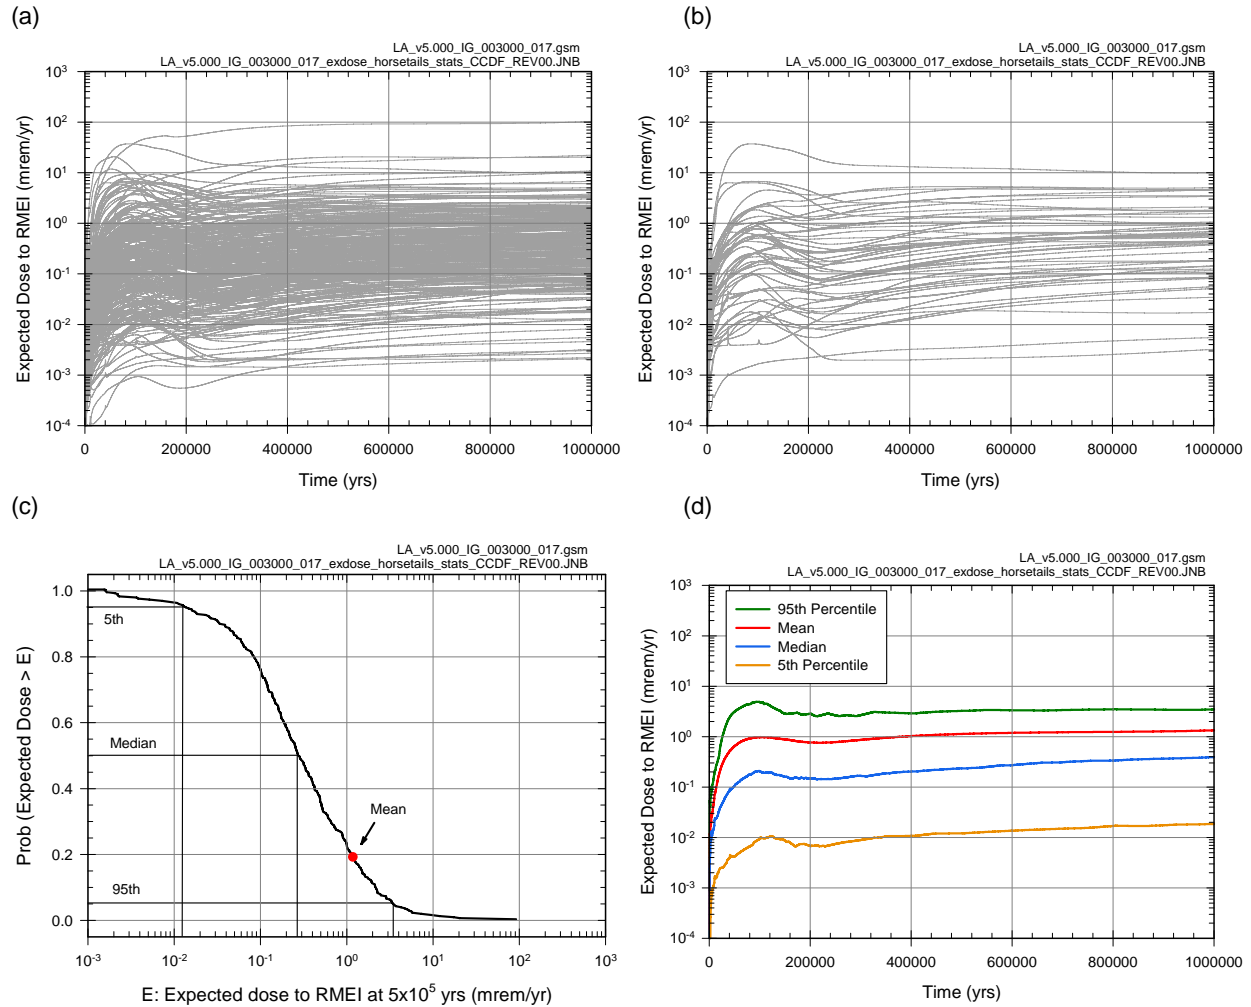 (a)
LA_v5.000_IG_003000_017.gsm
LA_v5.000_IG_003000_017_exdose_horsetails_stats_CCDF_REV00.JNB
Expected Dose to RMEI (mrem/yr)
10³
10²
10¹
10⁰
10⁻¹
10⁻²
10⁻³
10⁻⁴
0 200000 400000 600000 800000 1000000
Time (yrs)
(b)
LA_v5.000_IG_003000_017.gsm
LA_v5.000_IG_003000_017_exdose_horsetails_stats_CCDF_REV00.JNB
Expected Dose to RMEI (mrem/yr)
10³
10²
10¹
10⁰
10⁻¹
10⁻²
10⁻³
10⁻⁴
0 200000 400000 600000 800000 1000000
Time (yrs)
(c)
LA_v5.000_IG_003000_017.gsm
LA_v5.000_IG_003000_017_exdose_horsetails_stats_CCDF_REV00.JNB
Prob (Expected Dose > E)
1.0
0.8
0.6
0.4
0.2
0.0
5th
Median
Mean
95th
10⁻³ 10⁻² 10⁻¹ 10⁰ 10¹ 10² 10³
E: Expected dose to RMEI at 5x10⁵ yrs (mrem/yr)
(d)
LA_v5.000_IG_003000_017.gsm
LA_v5.000_IG_003000_017_exdose_horsetails_stats_CCDF_REV00.JNB
Expected Dose to RMEI (mrem/yr)
10³
10²
10¹
10⁰
10⁻¹
10⁻²
10⁻³
10⁻⁴
95th Percentile
Mean
Median
5th Percentile
0 200000 400000 600000 800000 1000000
Time (yrs)